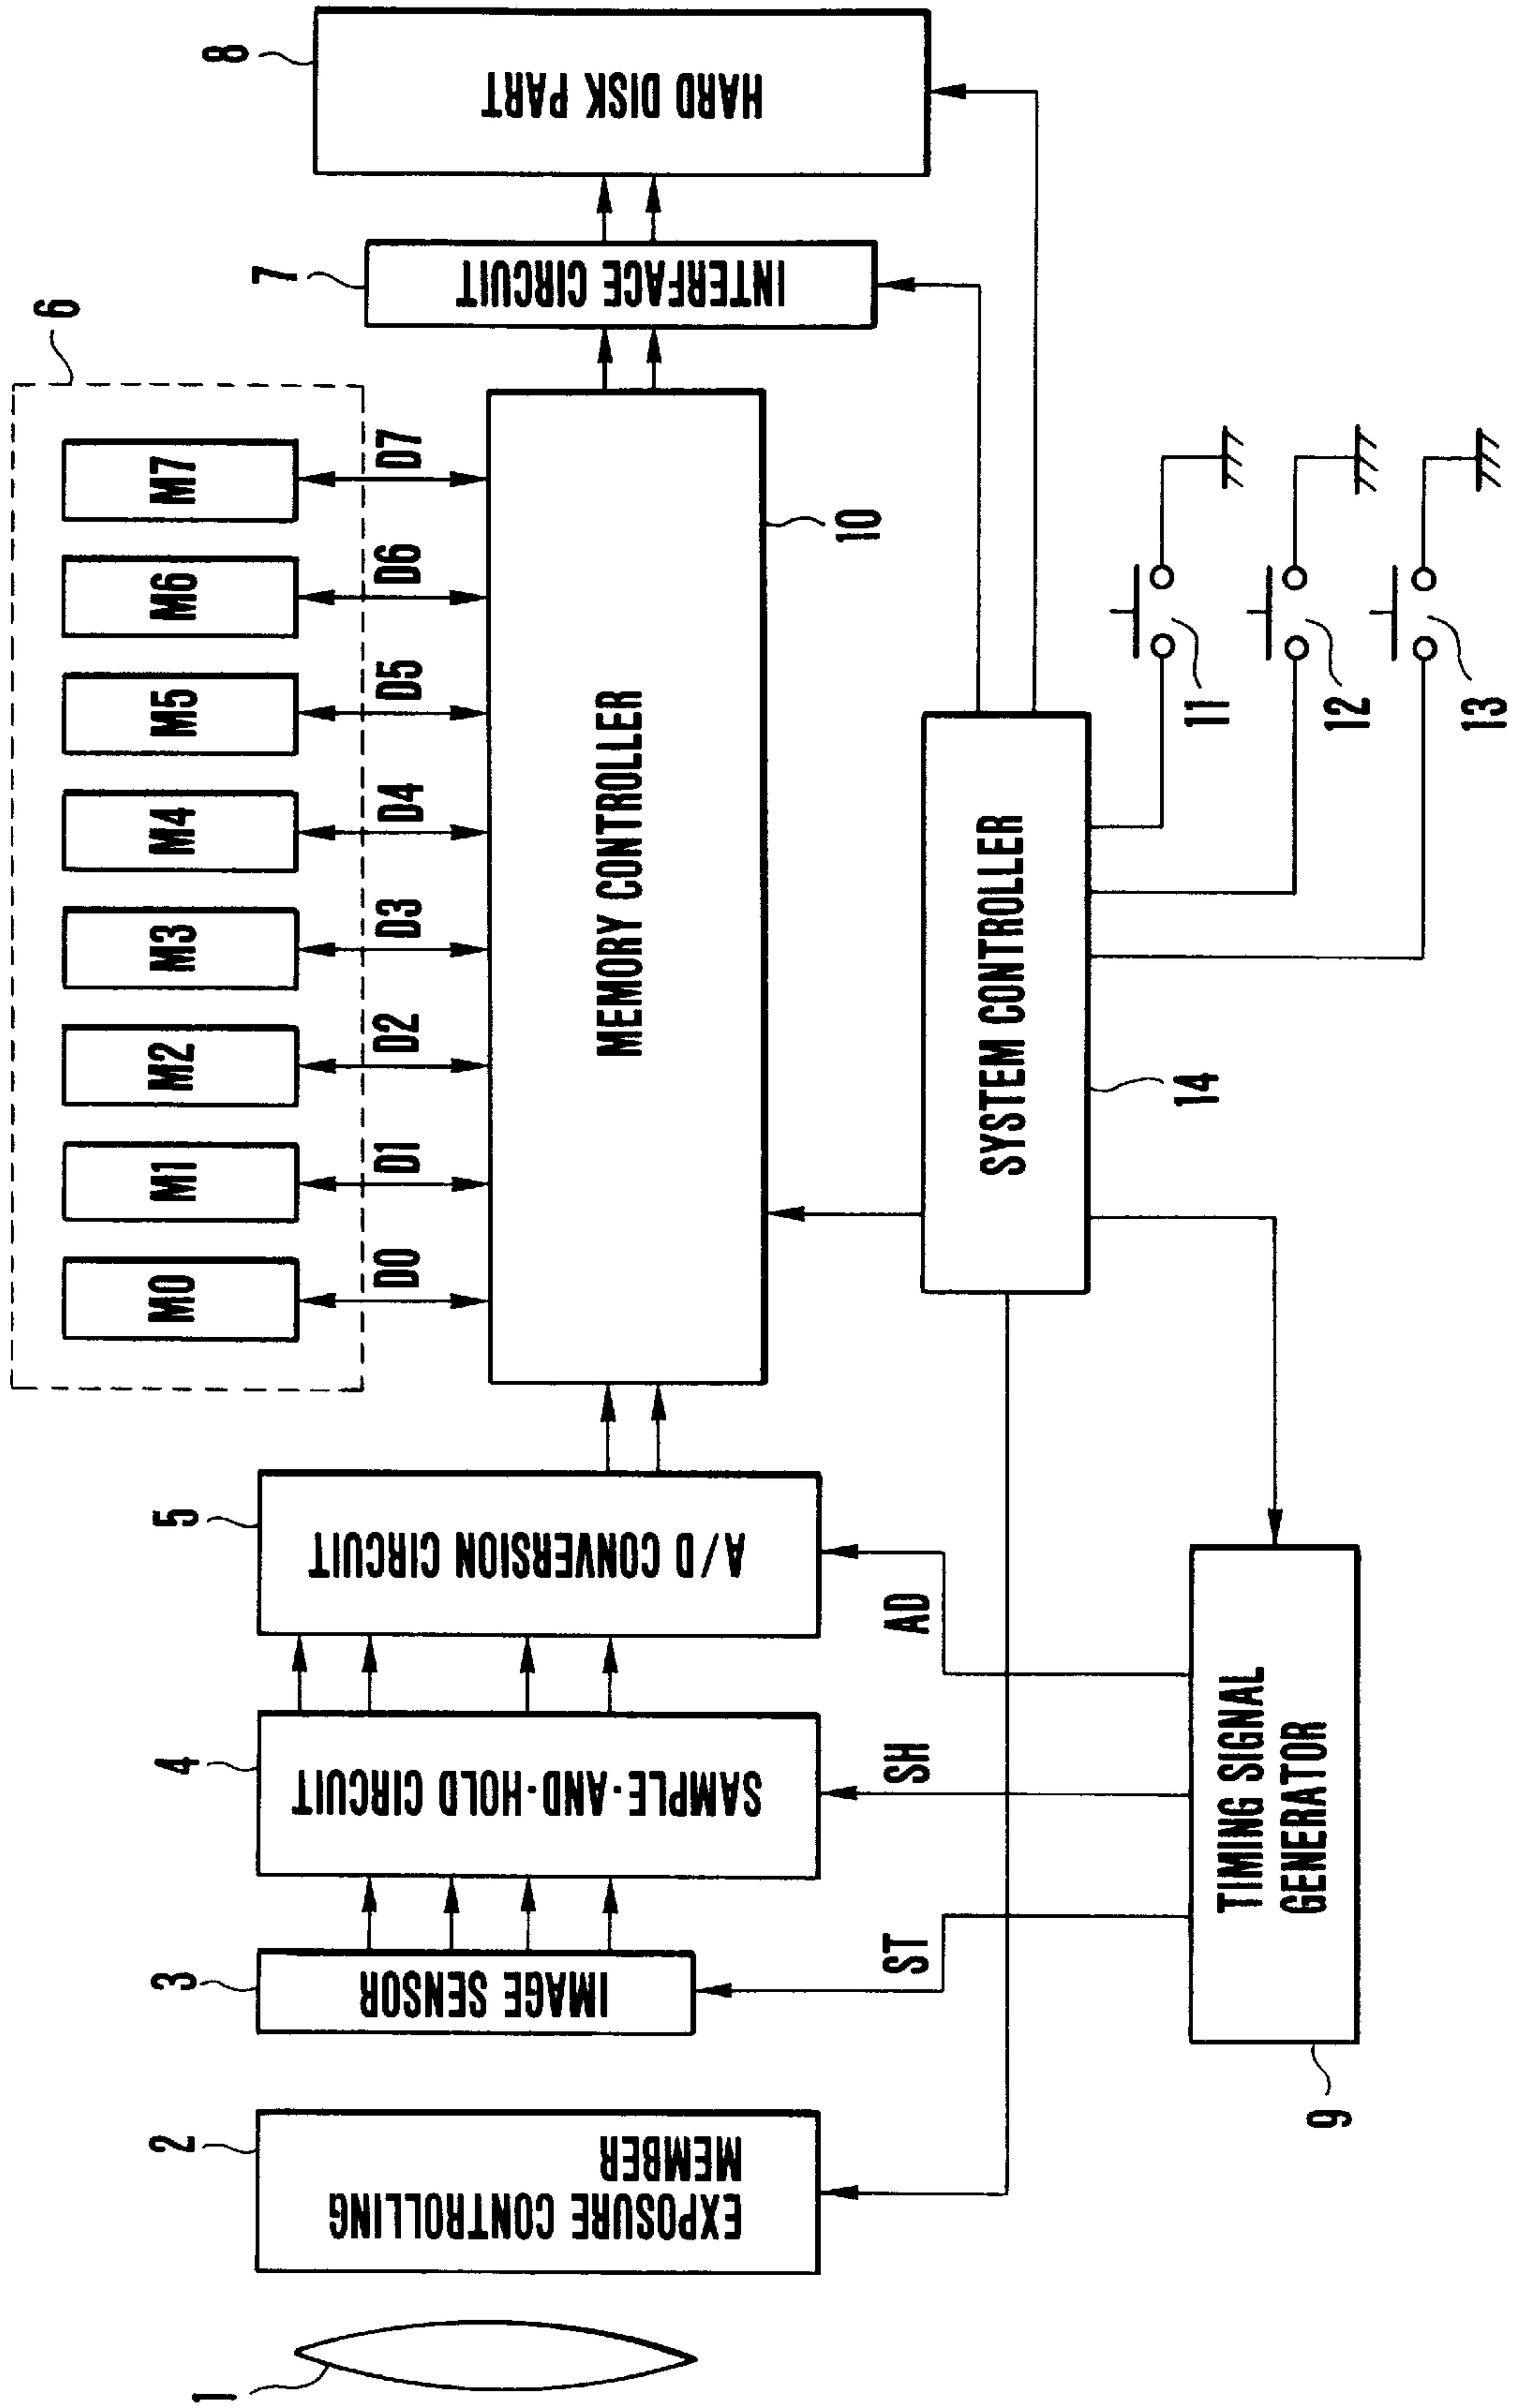 6
M0
M1
M2
M3
M4
M5
M6
M7
D0
D1
D2
D3
D4
D5
D6
D7
1
2
EXPOSURE CONTROLLING
MEMBER
3
IMAGE SENSOR
4
SAMPLE-AND-HOLD CIRCUIT
5
A/D CONVERSION CIRCUIT
MEMORY CONTROLLER
10
7
INTERFACE CIRCUIT
8
HARD DISK PART
ST
SH
AD
SYSTEM CONTROLLER
14
11
12
13
TIMING SIGNAL
GENERATOR
9